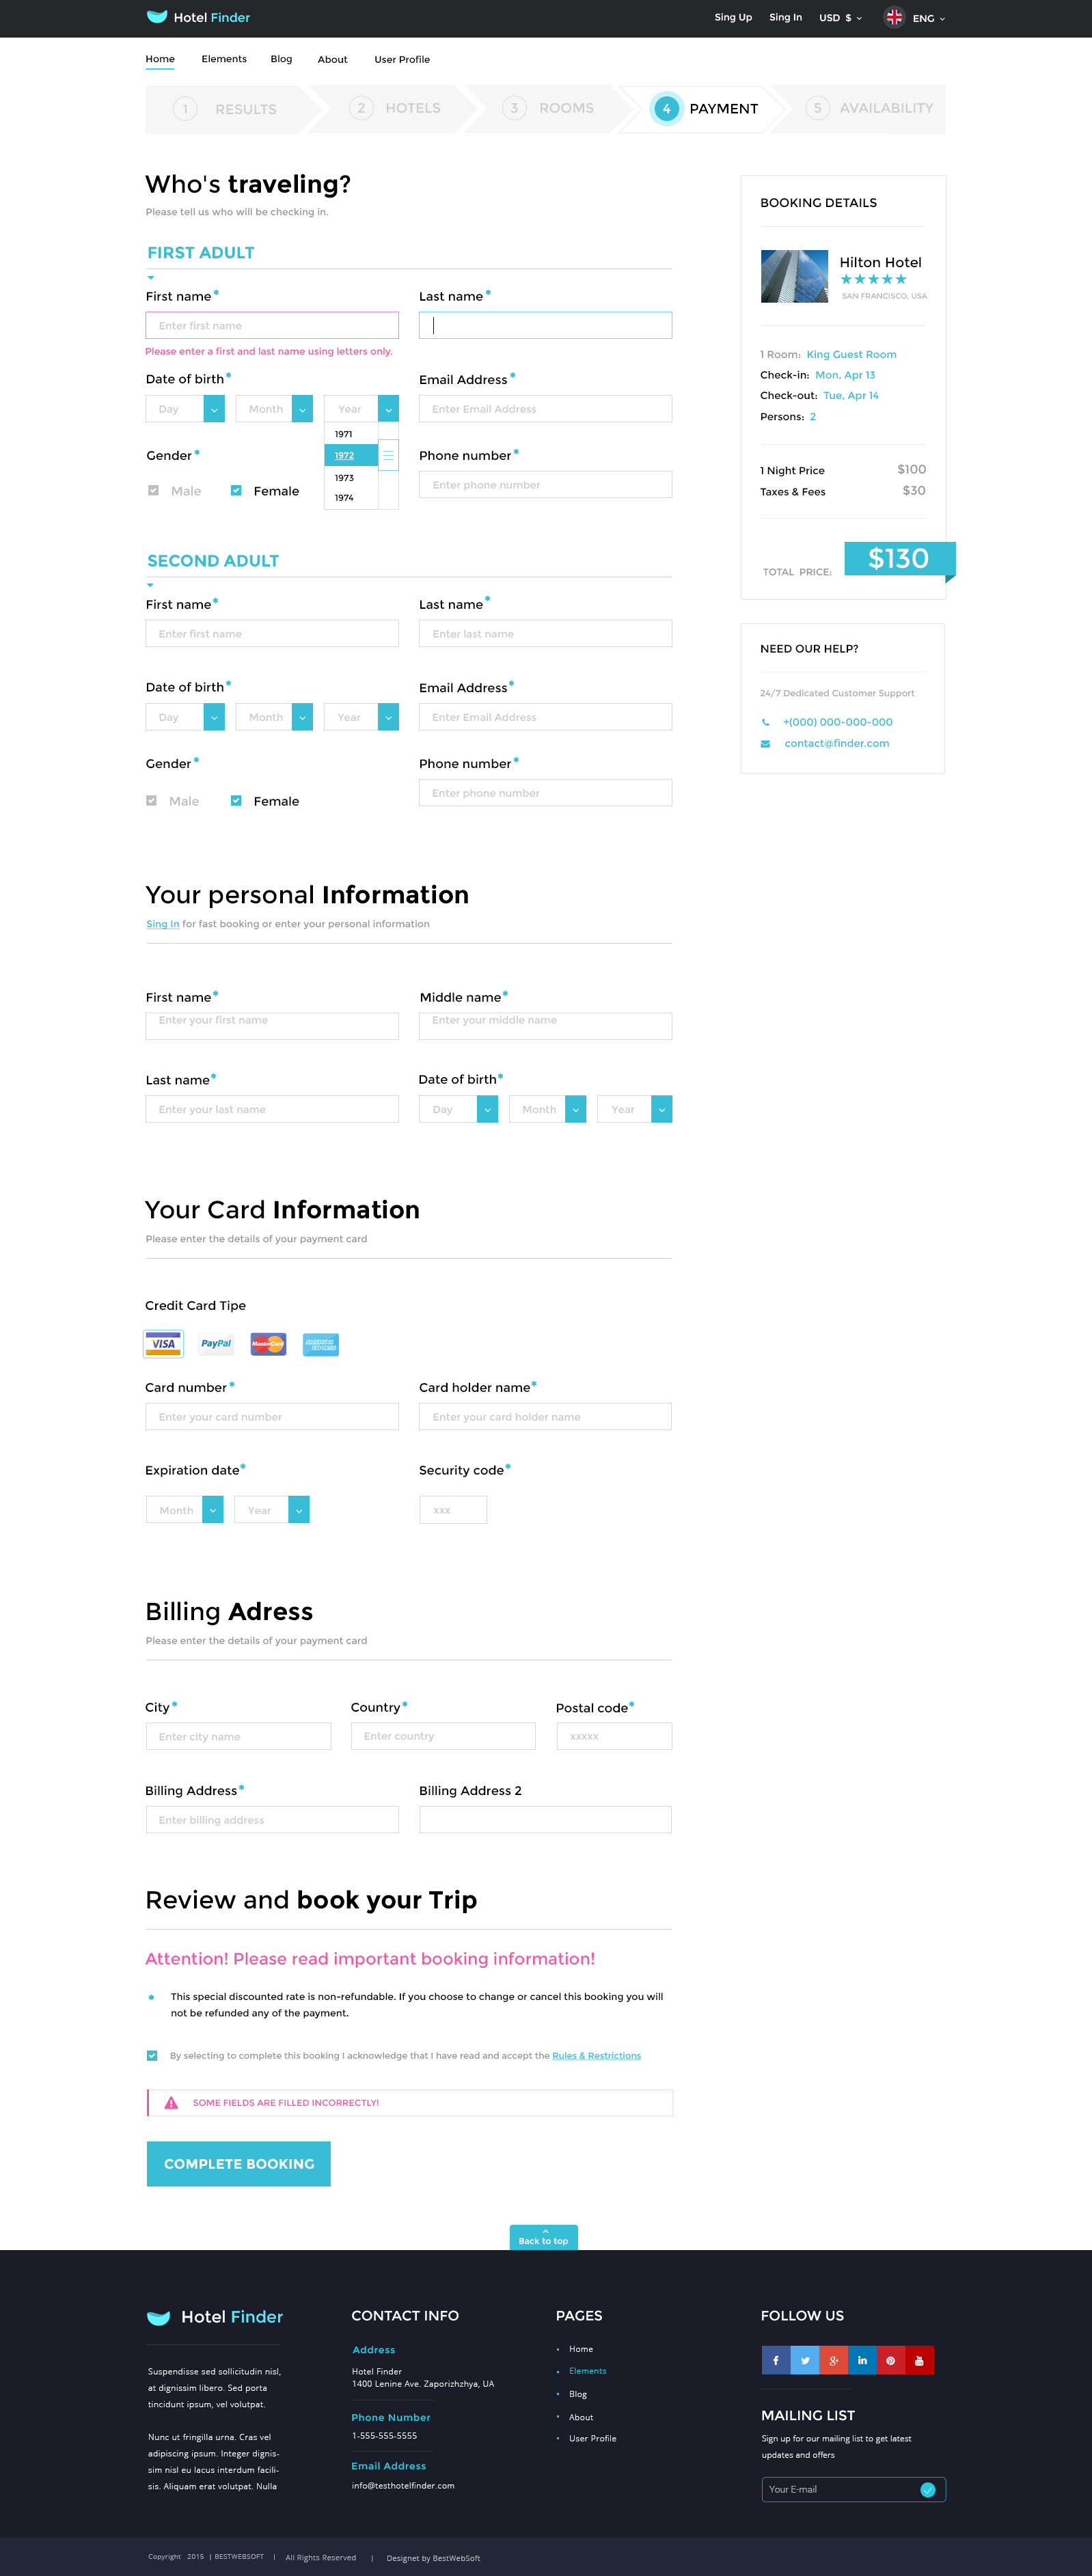 Hotel Finder
Sing Up Sing In USD $ ENG
Home Elements Blog About User Profile
1 RESULTS 2 HOTELS 3 ROOMS 4 PAYMENT 5 AVAILABILITY
Who's traveling?
Please tell us who will be checking in.
FIRST ADULT
First name* Last name*
Enter first name
Please enter a first and last name using letters only.
Date of birth* Email Address*
Day Month Year Enter Email Address
1971
1972
1973
1974
Gender* Phone number*
Male Female Enter phone number
SECOND ADULT
First name* Last name*
Enter first name Enter last name
Date of birth* Email Address*
Day Month Year Enter Email Address
Gender* Phone number*
Male Female Enter phone number
BOOKING DETAILS
Hilton Hotel
SAN FRANCISCO, USA
1 Room: King Guest Room
Check-in: Mon, Apr 13
Check-out: Tue, Apr 14
Persons: 2
1 Night Price $100
Taxes & Fees $30
TOTAL PRICE: $130
NEED OUR HELP?
24/7 Dedicated Customer Support
+(000) 000-000-000
contact@finder.com
Your personal Information
Sing In for fast booking or enter your personal information
First name* Middle name*
Enter your first name Enter your middle name
Last name* Date of birth*
Enter your last name Day Month Year
Your Card Information
Please enter the details of your payment card
Credit Card Tipe
VISA PayPal MasterCard AMERICAN EXPRESS
Card number* Card holder name*
Enter your card number Enter your card holder name
Expiration date* Security code*
Month Year xxx
Billing Adress
Please enter the details of your payment card
City* Country* Postal code*
Enter city name Enter country xxxxx
Billing Address* Billing Address 2
Enter billing address
Review and book your Trip
Attention! Please read important booking information!
This special discounted rate is non-refundable. If you choose to change or cancel this booking you will
not be refunded any of the payment.
By selecting to complete this booking I acknowledge that I have read and accept the Rules & Restrictions
SOME FIELDS ARE FILLED INCORRECTLY!
COMPLETE BOOKING
Back to top
Hotel Finder
Suspendisse sed sollicitudin nisl,
at dignissim libero. Sed porta
tincidunt ipsum, vel volutpat.
Nunc ut fringilla urna. Cras vel
adipiscing ipsum. Integer dignis-
sim nisl eu lacus interdum facili-
sis. Aliquam erat volutpat. Nulla
CONTACT INFO
Address
Hotel Finder
1400 Lenine Ave. Zaporizhzhya, UA
Phone Number
1-555-555-5555
Email Address
info@testhotelfinder.com
PAGES
Home
Elements
Blog
About
User Profile
FOLLOW US
MAILING LIST
Sign up for our mailing list to get latest
updates and offers
Your E-mail
Copyright 2015 | BESTWEBSOFT | All Rights Reserved | Designet by BestWebSoft